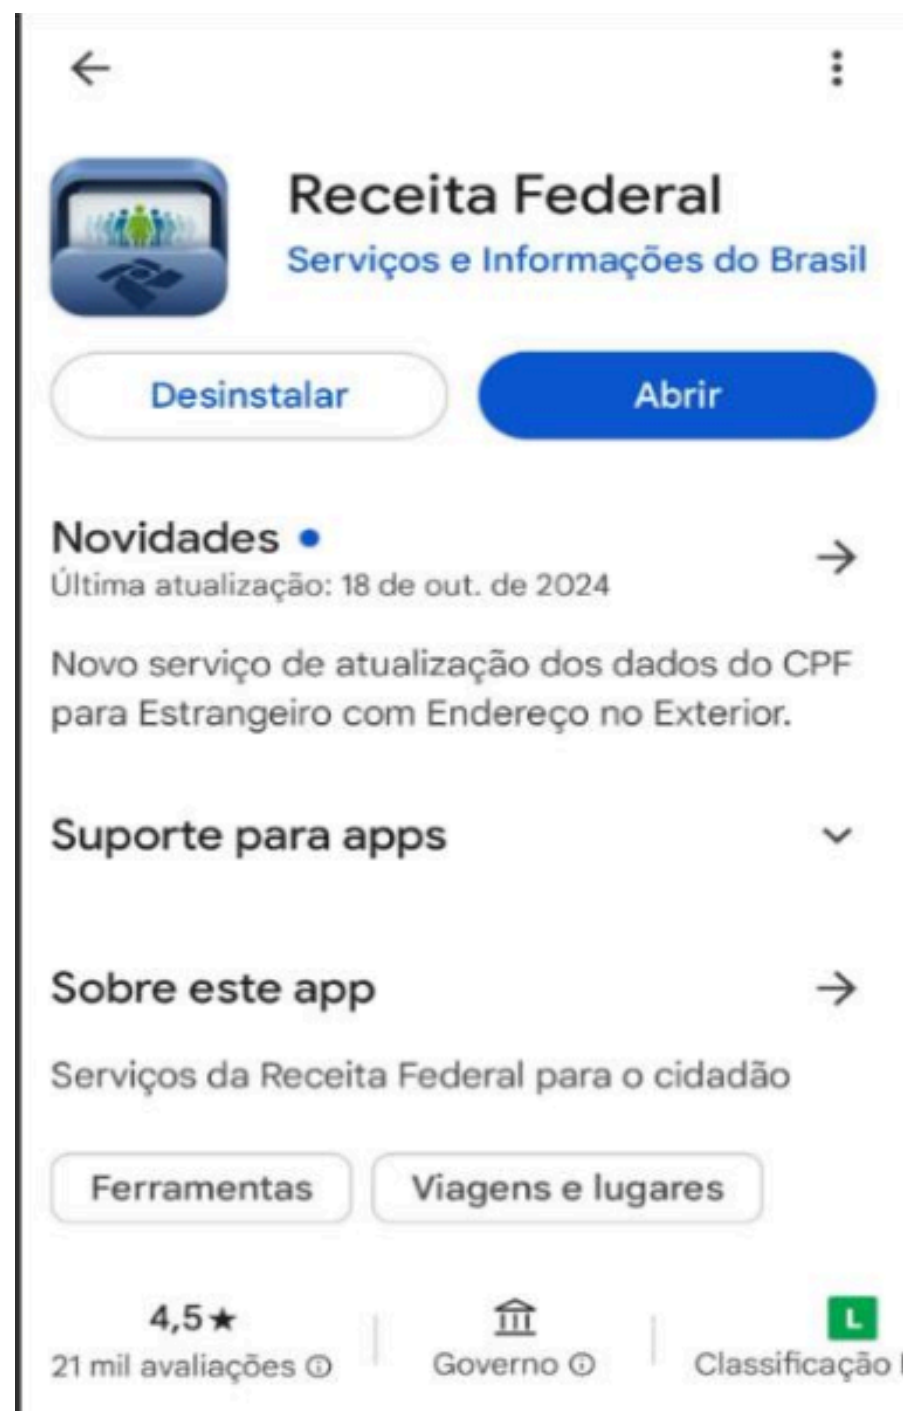 Receita Federal
Serviços e Informações do Brasil
Desinstalar
Abrir
Novidades
Última atualização: 18 de out. de 2024
Novo serviço de atualização dos dados do CPF
para Estrangeiro com Endereço no Exterior.
Suporte para apps
Sobre este app
Serviços da Receita Federal para o cidadão
Ferramentas
Viagens e lugares
4,5★
21 mil avaliações
Governo
L
Classificação